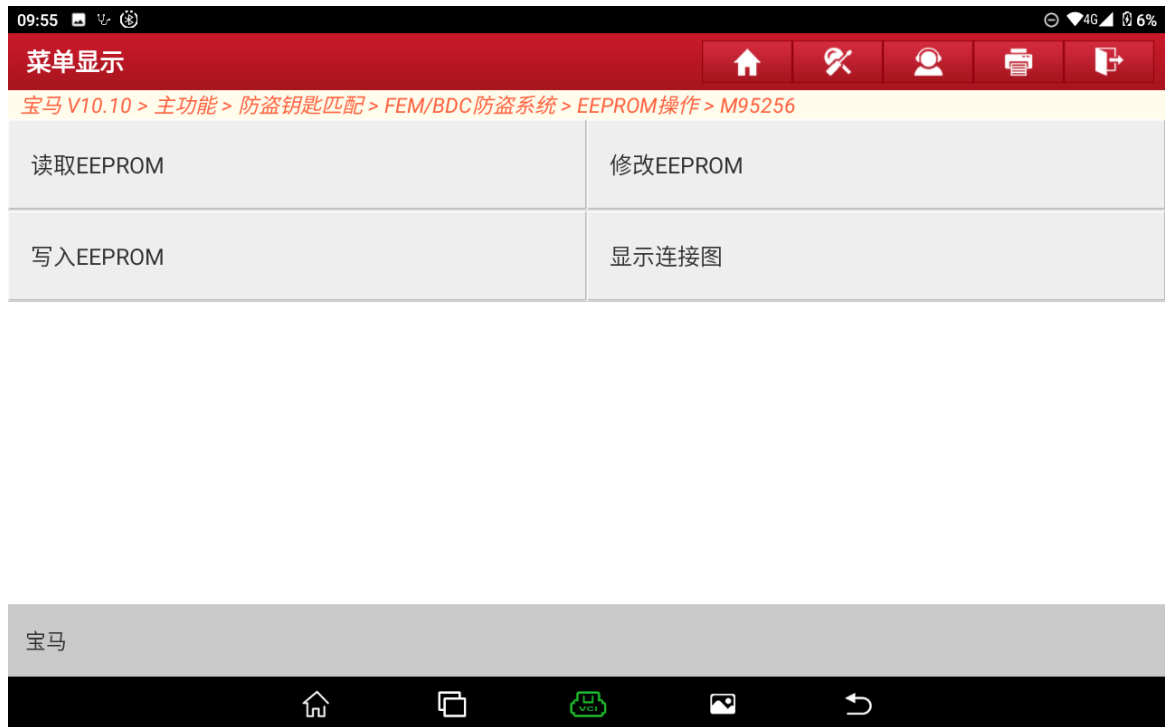 09:55 4G 6%
菜单显示
宝马 V10.10 > 主功能 > 防盗钥匙匹配 > FEM/BDC防盗系统 > EEPROM操作 > M95256
读取EEPROM 修改EEPROM
写入EEPROM 显示连接图
宝马
VCI